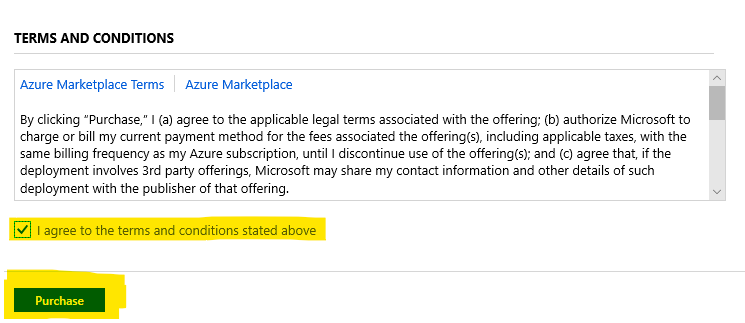 TERMS AND CONDITIONS
Azure Marketplace Terms Azure Marketplace
By clicking “Purchase,” I (a) agree to the applicable legal terms associated with the offering; (b) authorize Microsoft to
charge or bill my current payment method for the fees associated the offering(s), including applicable taxes, with the
same billing frequency as my Azure subscription, until I discontinue use of the offering(s); and (c) agree that, if the
deployment involves 3rd party offerings, Microsoft may share my contact information and other details of such
deployment with the publisher of that offering.
I agree to the terms and conditions stated above
Purchase